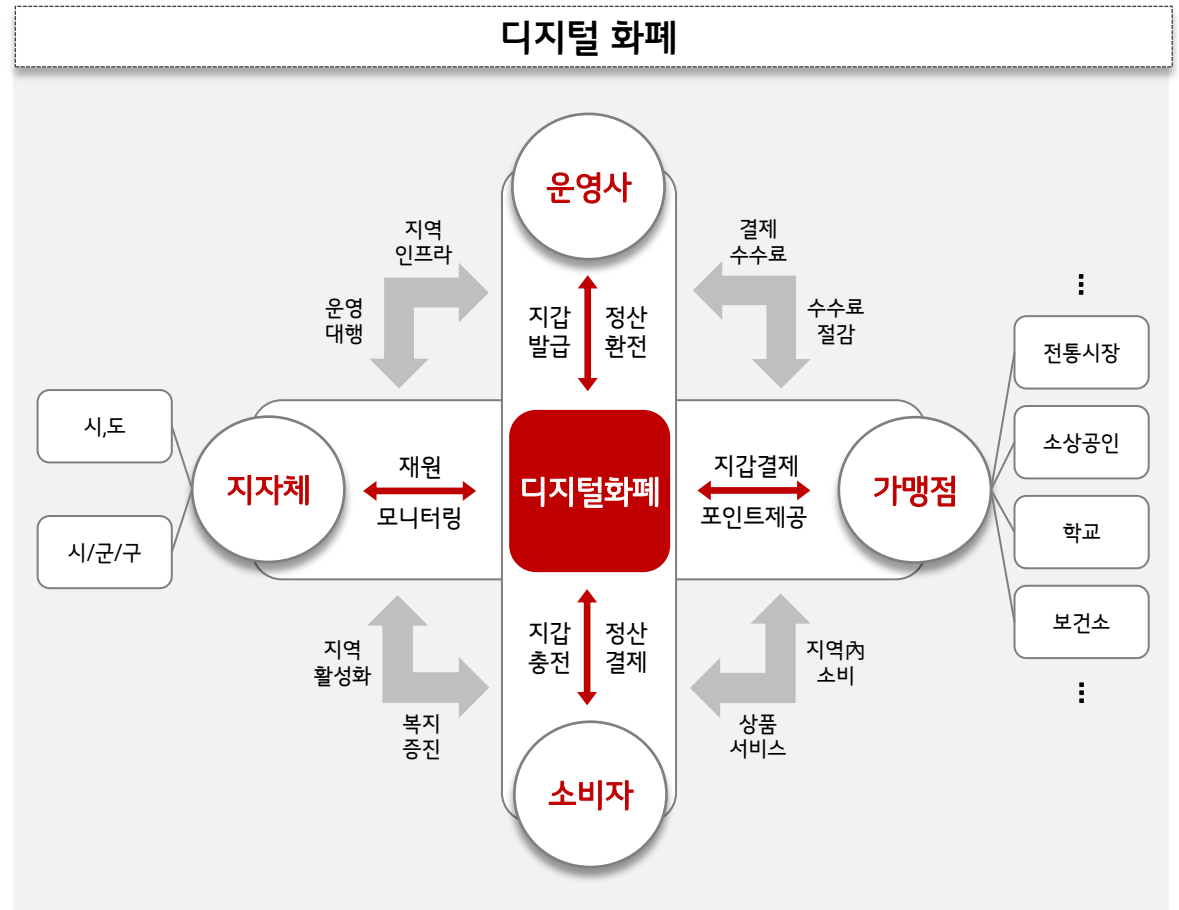 디지털 화폐
운영사
지역
인프라
운영
대행
결제
수수료
수수료
절감
지갑
발급
정산
환전
전통시장
소상공인
학교
보건소
시,도
시/군/구
지자체
재원
모니터링
디지털화폐
지갑결제
포인트제공
가맹점
지갑
충전
정산
결제
지역
활성화
복지
증진
지역內
소비
상품
서비스
소비자